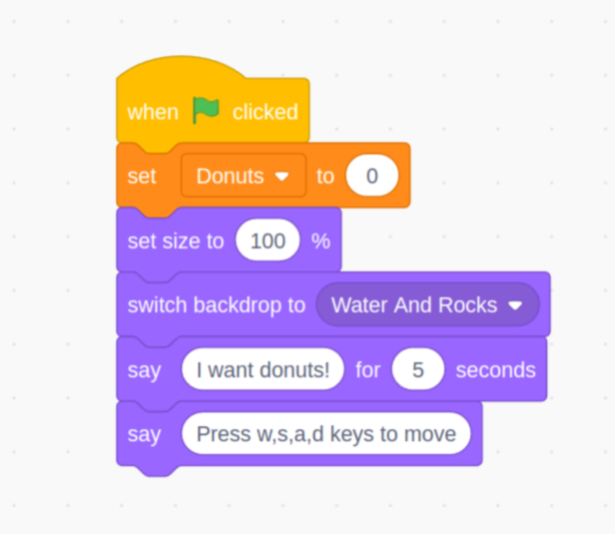 when clicked
set Donuts to 0
set size to 100 %
switch backdrop to Water And Rocks
say I want donuts! for 5 seconds
say Press w,s,a,d keys to move